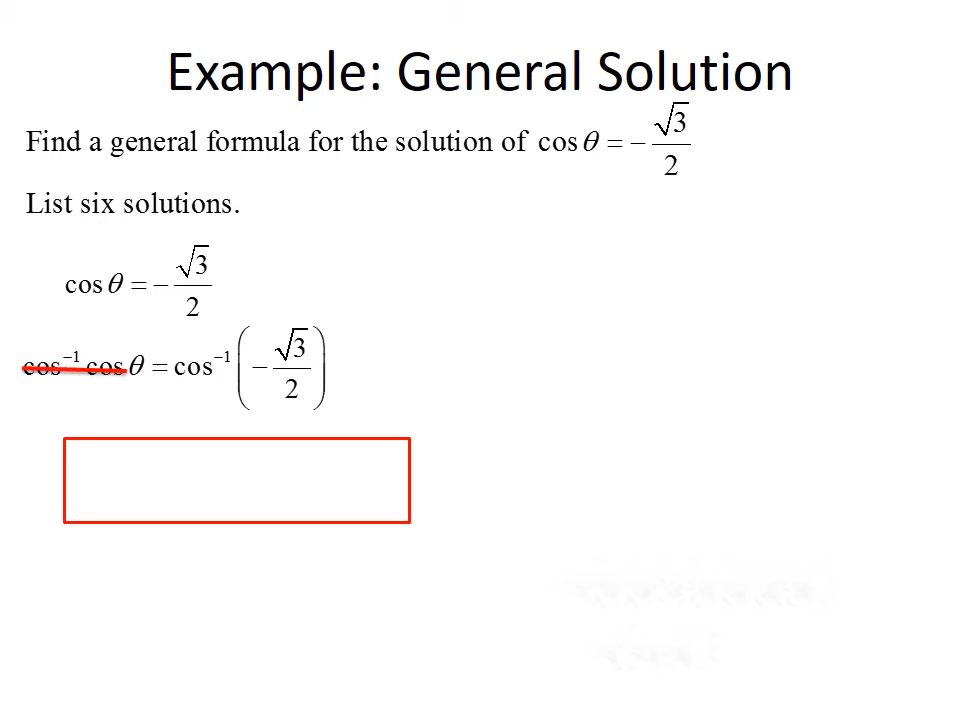 Example: General Solution
Find a general formula for the solution of cos θ = −√3/2
List six solutions.
cos θ = −√3/2
cos⁻¹ cos θ = cos⁻¹(−√3/2)